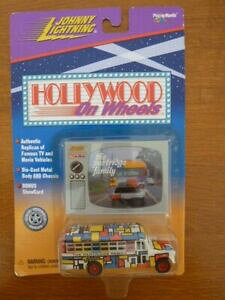 JOHNNY
LIGHTNING
Playing Mantis
HOLLYWOOD
On Wheels
• Authentic
Replicas of
Famous TV and
Movie Vehicles
• Die-Cast Metal
Body AND Chassis
• BONUS
ShowCard
the
partridge
family